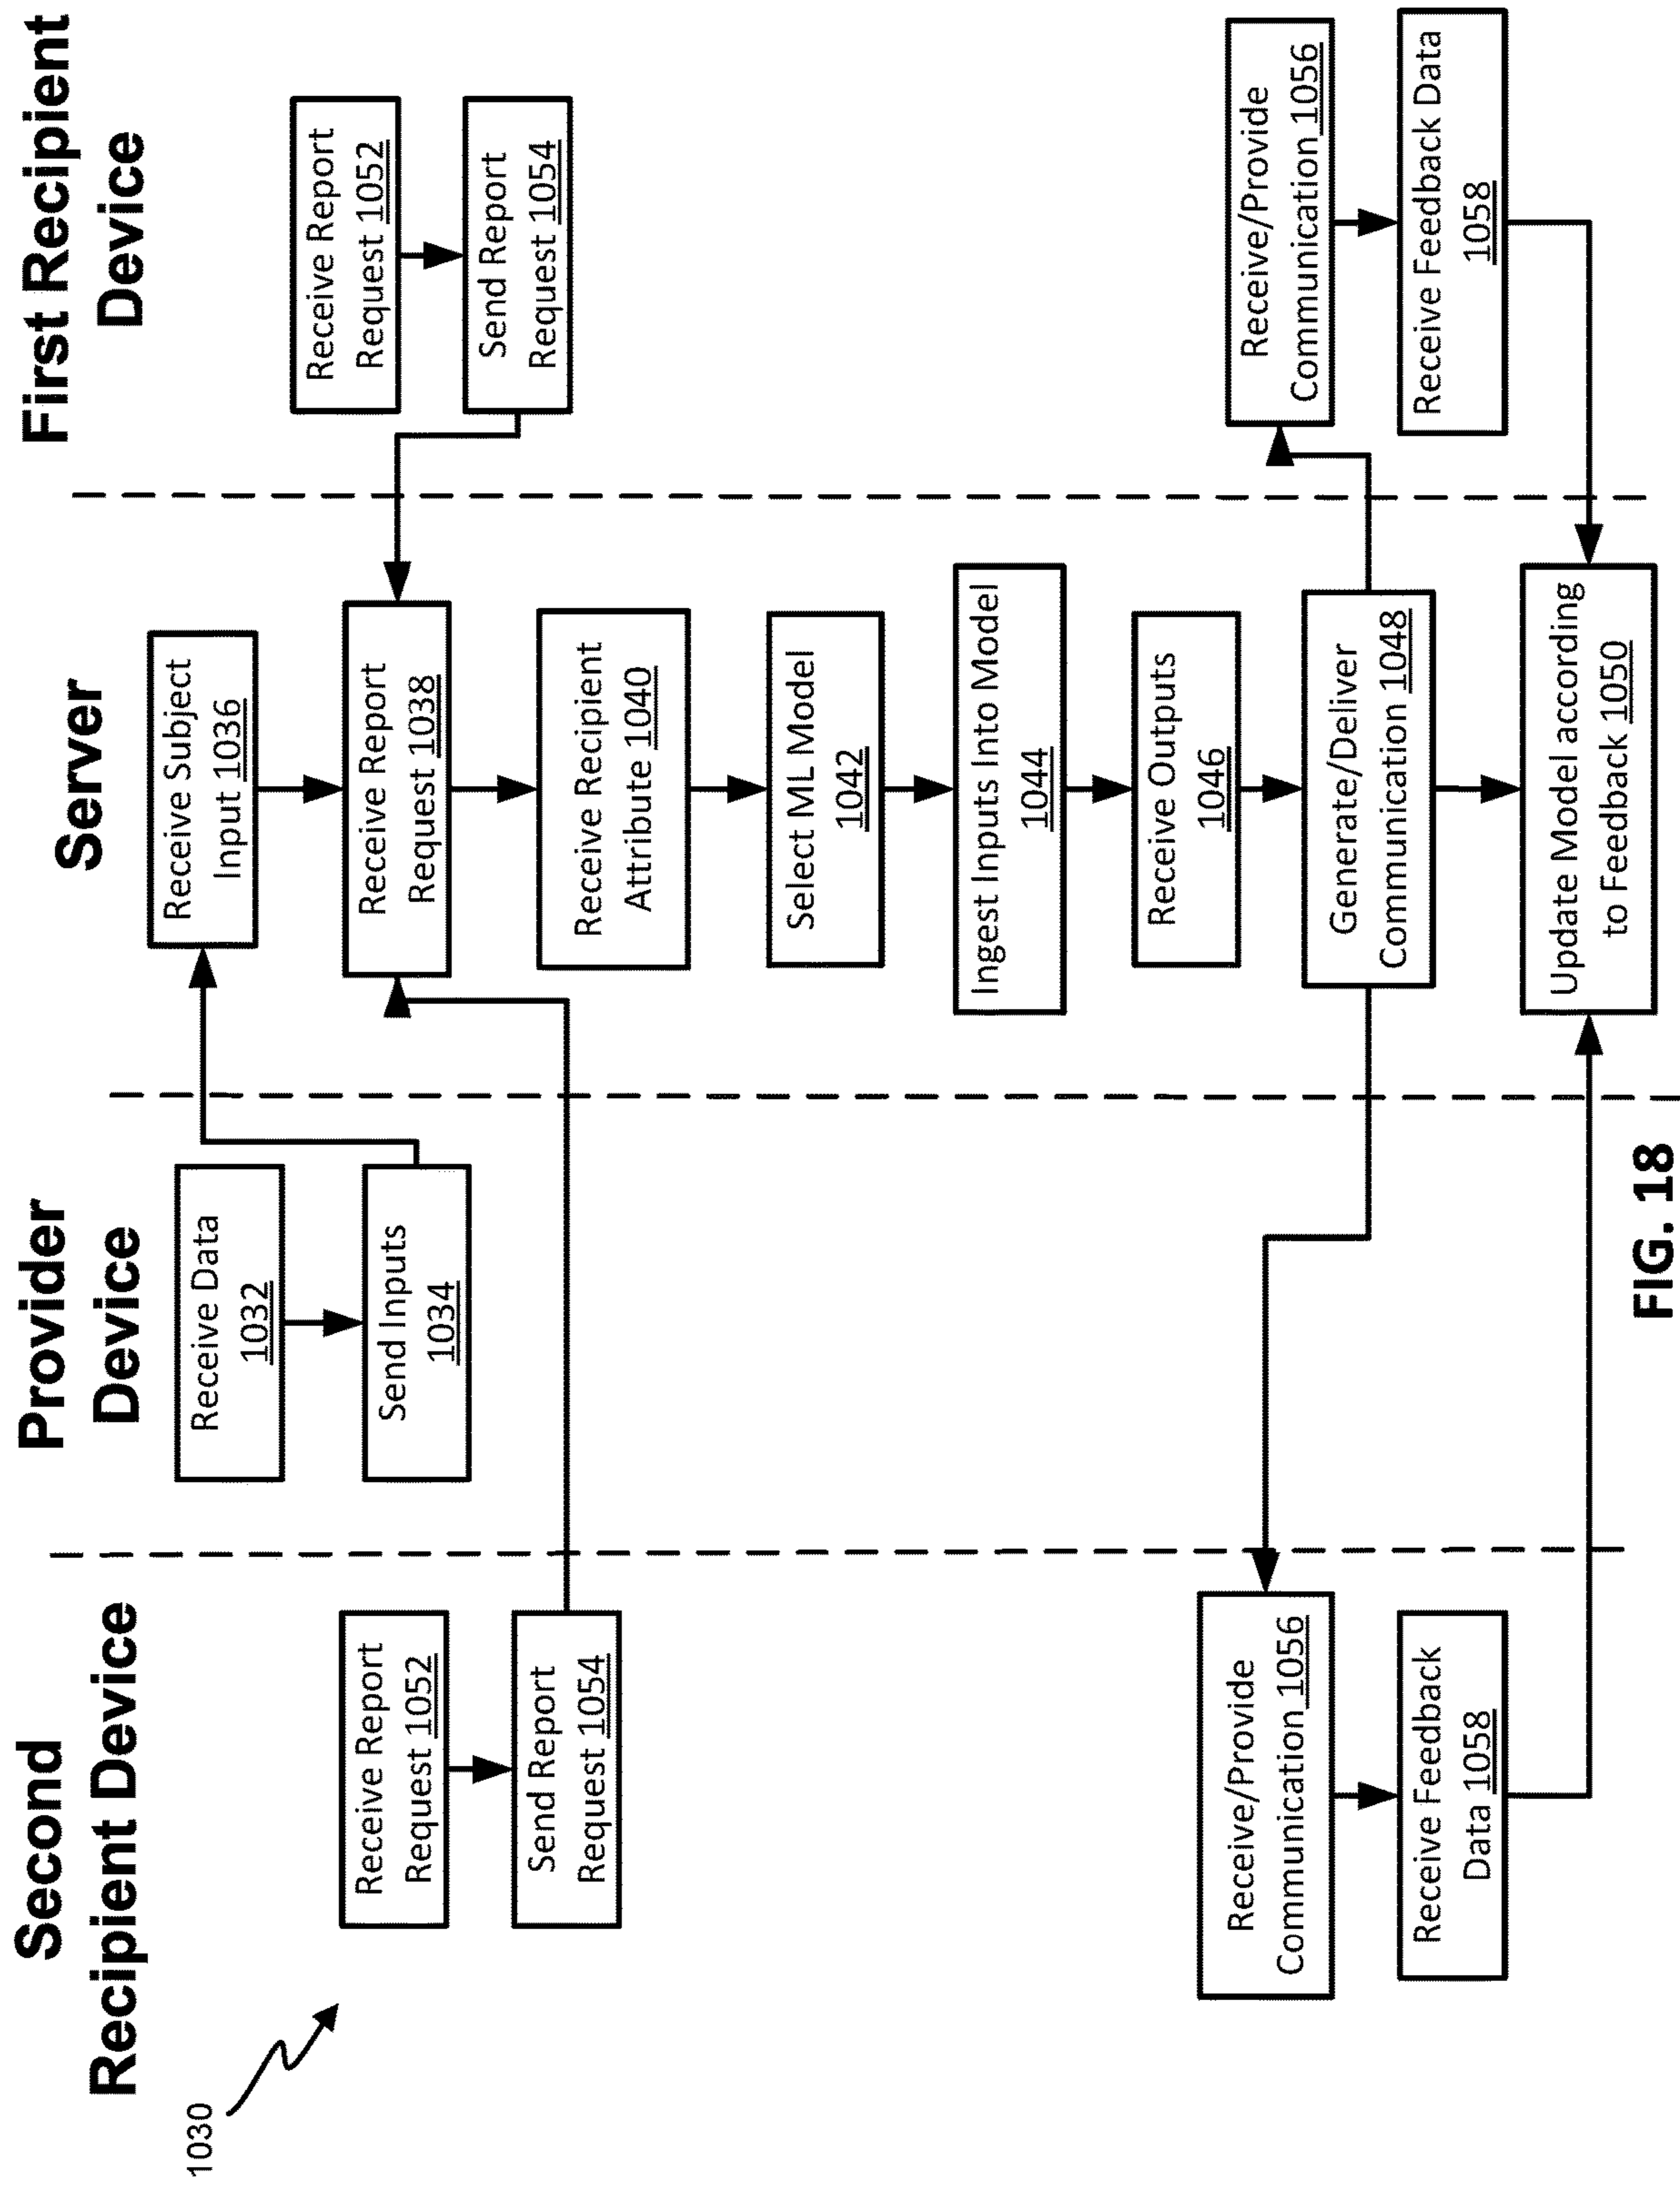 Second
Recipient Device
Provider
Device
Server
First Recipient
Device
1030
Receive Report
Request 1052
Send Report
Request 1054
Receive/Provide
Communication 1056
Receive Feedback
Data 1058
Receive Data
1032
Send Inputs
1034
Receive Subject
Input 1036
Receive Report
Request 1038
Receive Recipient
Attribute 1040
Select ML Model
1042
Ingest Inputs Into Model
1044
Receive Outputs
1046
Generate/Deliver
Communication 1048
Update Model according
to Feedback 1050
Receive Report
Request 1052
Send Report
Request 1054
Receive/Provide
Communication 1056
Receive Feedback Data
1058
FIG. 18